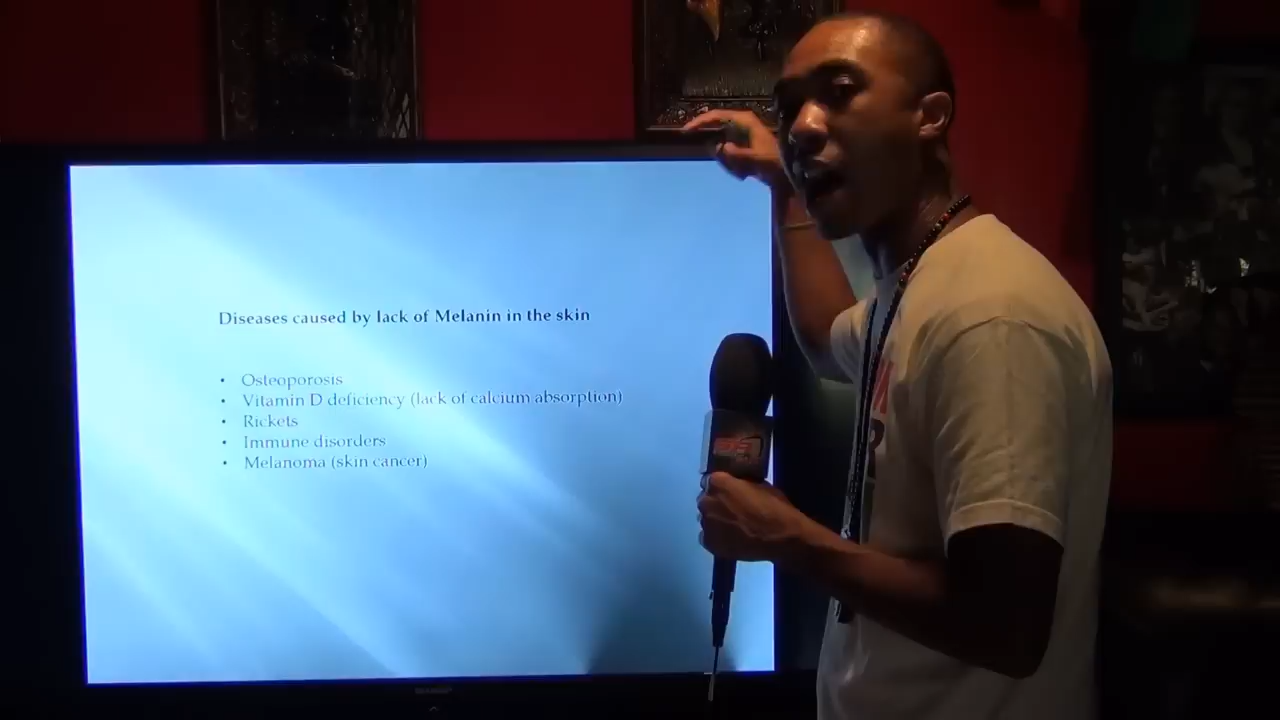 Diseases caused by lack of Melanin in the skin
• Osteoporosis
• Vitamin D deficiency (lack of calcium absorption)
• Rickets
• Immune disorders
• Melanoma (skin cancer)